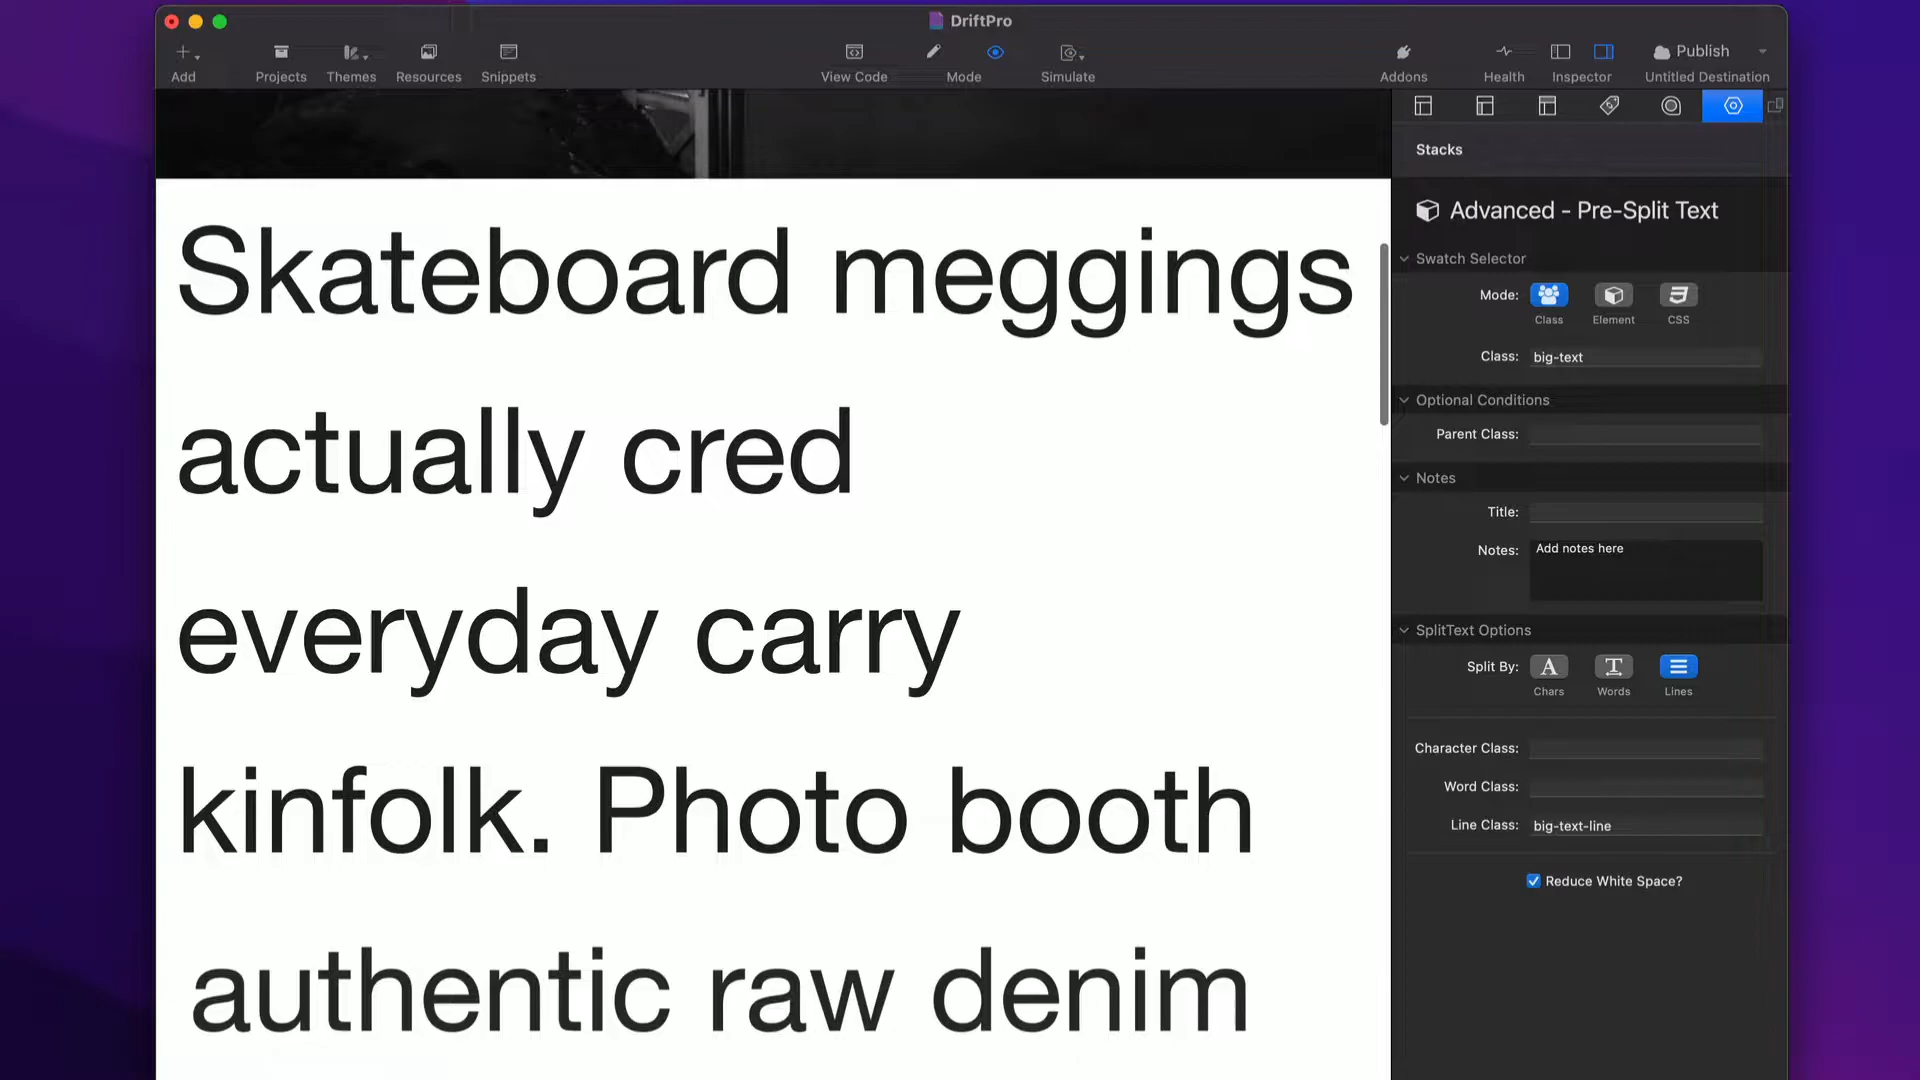 DriftPro
Add
Projects
Themes
Resources
Snippets
View Code
Mode
Simulate
Addons
Health
Inspector
Publish
Untitled Destination
Skateboard meggings
actually cred
everyday carry
kinfolk. Photo booth
authentic raw denim
Stacks
Advanced - Pre-Split Text
Swatch Selector
Mode:
Class
Element
CSS
Class: big-text
Optional Conditions
Parent Class:
Notes
Title:
Notes: Add notes here
SplitText Options
Split By:
Chars
Words
Lines
Character Class:
Word Class:
Line Class: big-text-line
Reduce White Space?